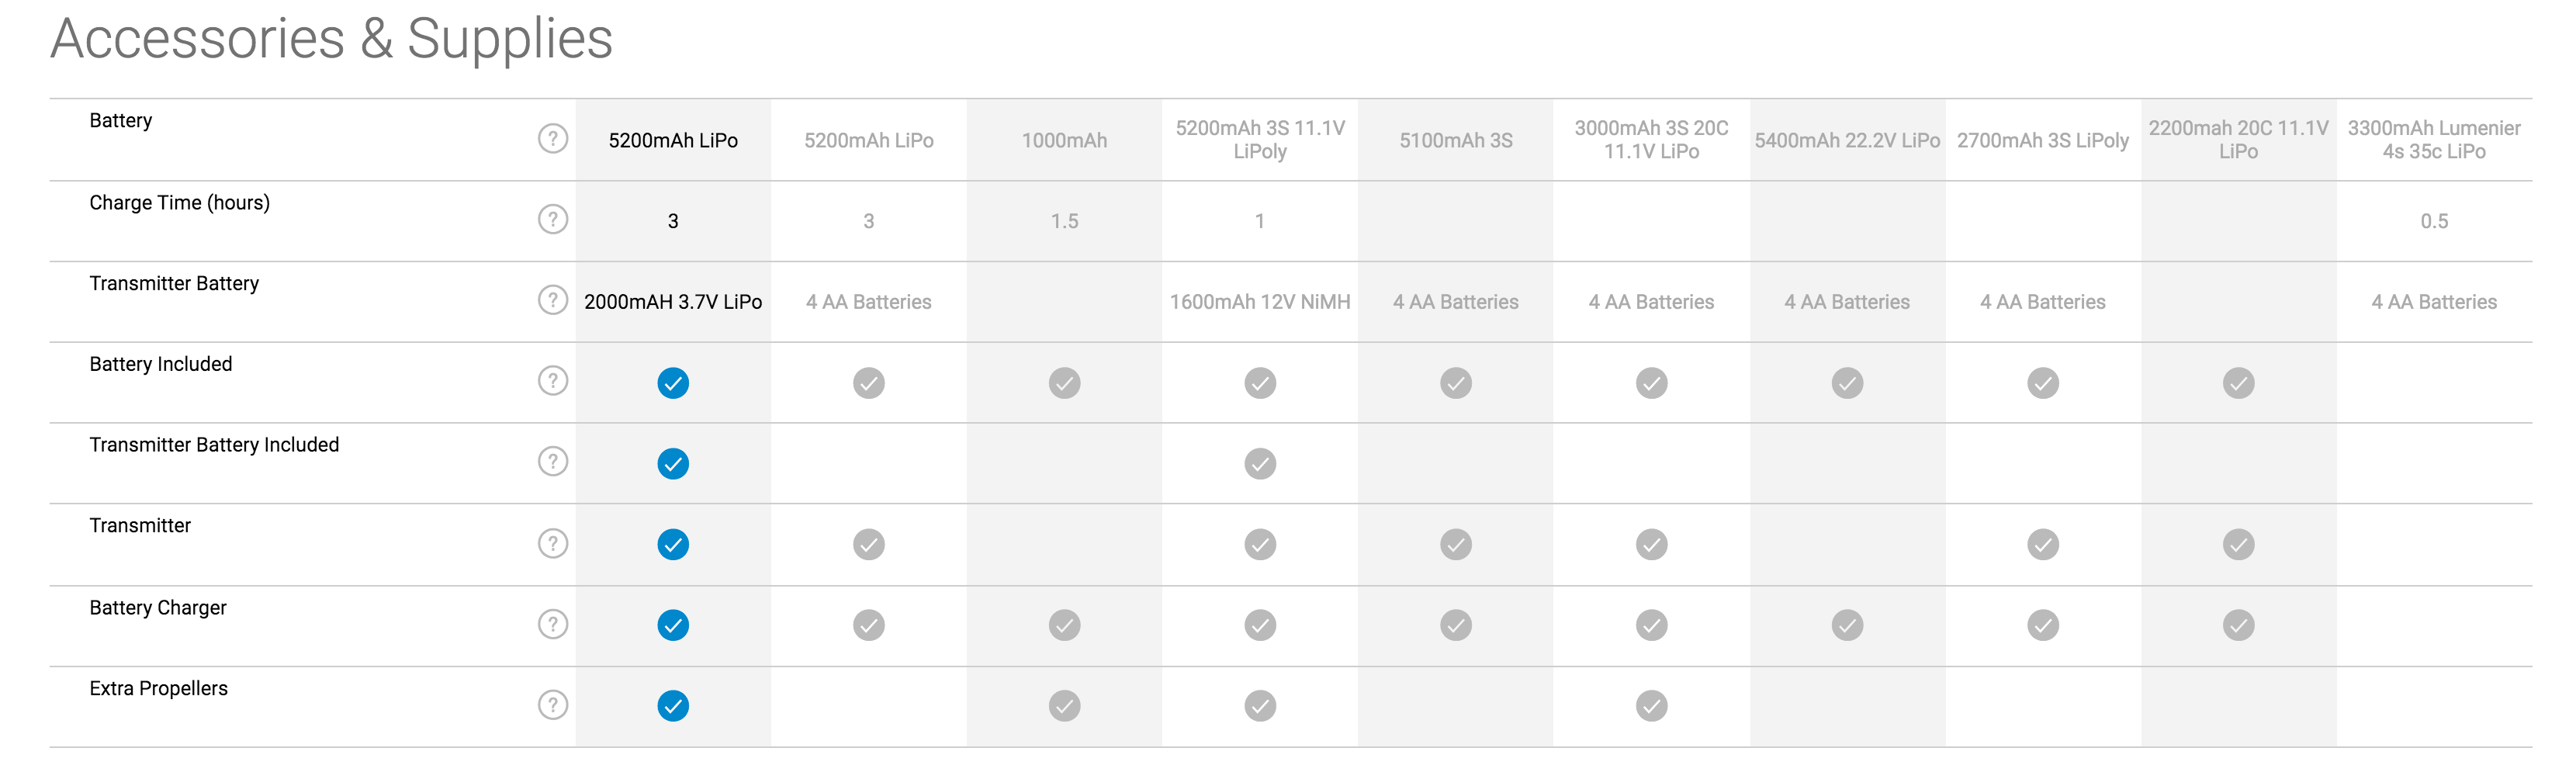 Accessories & Supplies
Battery
?
5200mAh LiPo
5200mAh LiPo
1000mAh
5200mAh 3S 11.1V
LiPoly
5100mAh 3S
3000mAh 3S 20C
11.1V LiPo
5400mAh 22.2V LiPo
2700mAh 3S LiPoly
2200mah 20C 11.1V
LiPo
3300mAh Lumenier
4s 35c LiPo
Charge Time (hours)
?
3
3
1.5
1
0.5
Transmitter Battery
?
2000mAH 3.7V LiPo
4 AA Batteries
1600mAh 12V NiMH
4 AA Batteries
4 AA Batteries
4 AA Batteries
4 AA Batteries
4 AA Batteries
Battery Included
?
Transmitter Battery Included
?
Transmitter
?
Battery Charger
?
Extra Propellers
?